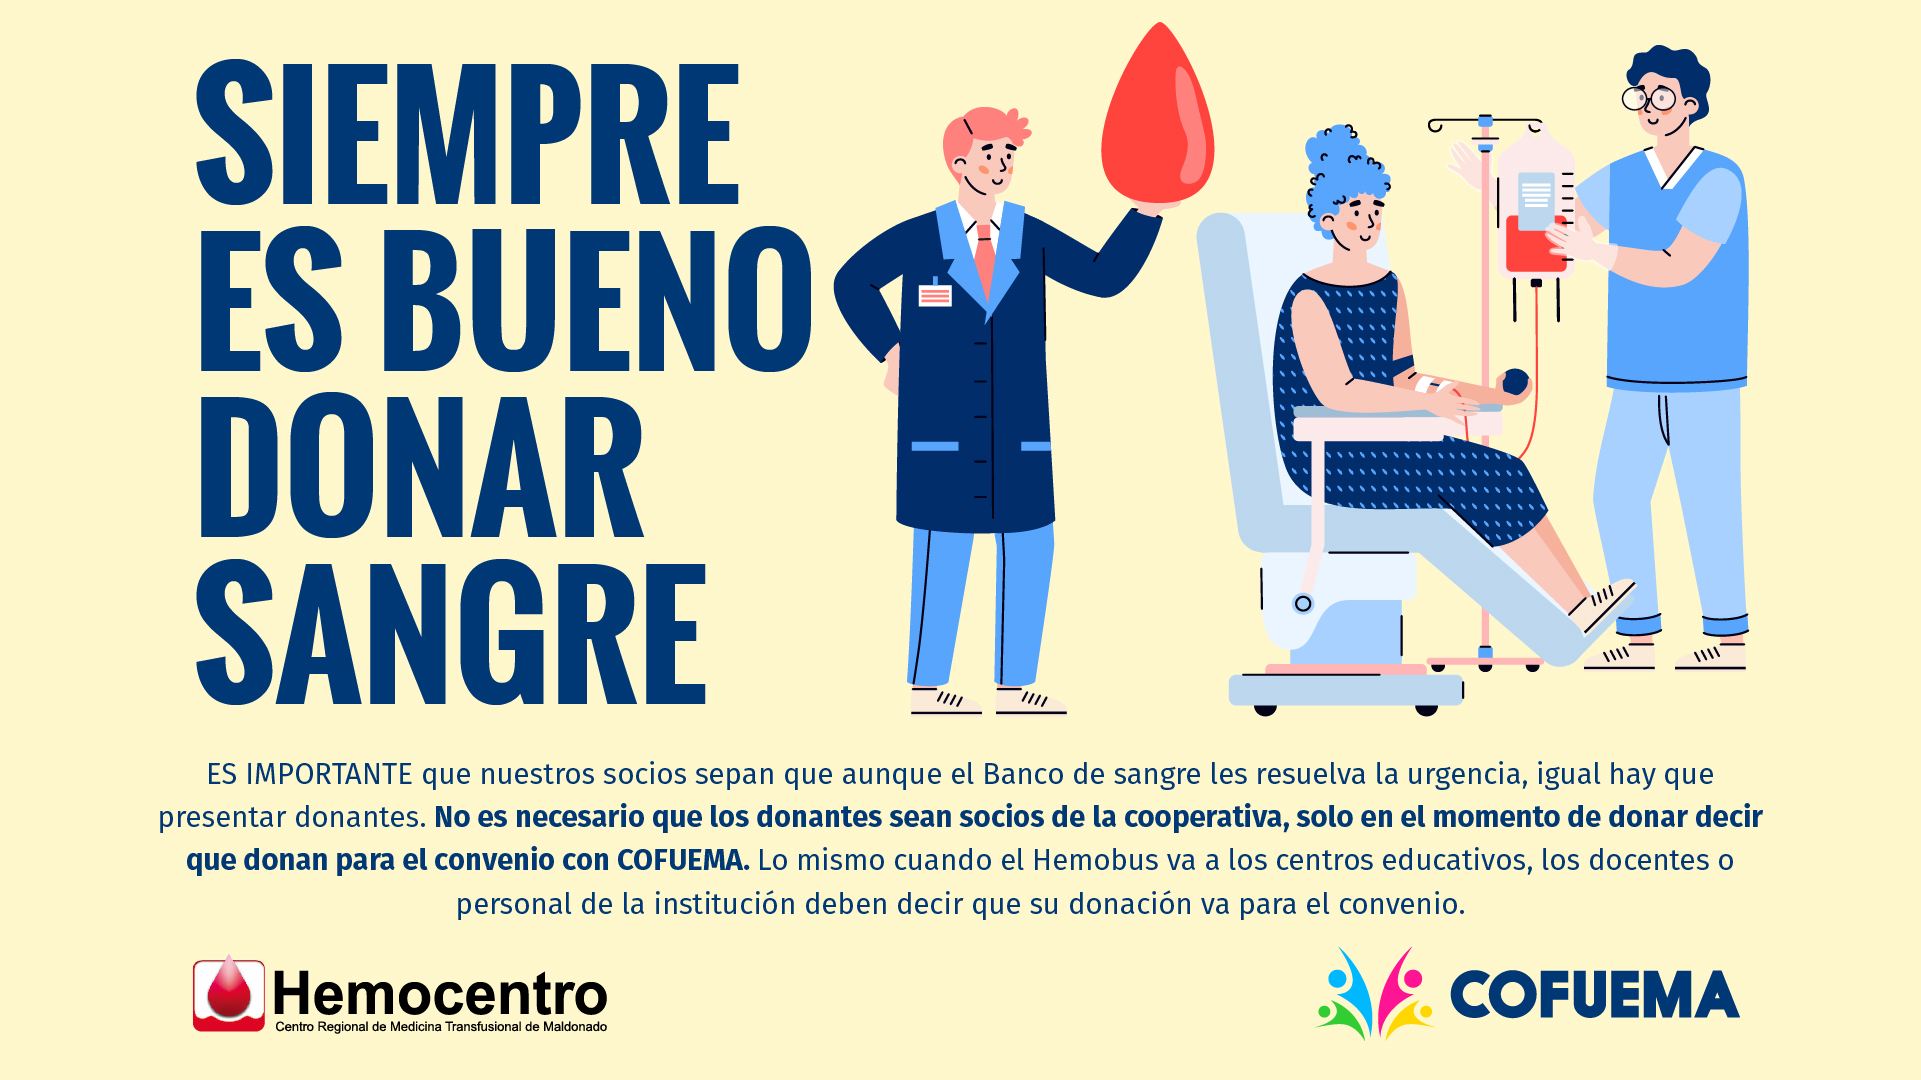 SIEMPRE
ES BUENO
DONAR
SANGRE
ES IMPORTANTE que nuestros socios sepan que aunque el Banco de sangre les resuelva la urgencia, igual hay que
presentar donantes. No es necesario que los donantes sean socios de la cooperativa, solo en el momento de donar decir
que donan para el convenio con COFUEMA. Lo mismo cuando el Hemobus va a los centros educativos, los docentes o
personal de la institución deben decir que su donación va para el convenio.
Hemocentro
Centro Regional de Medicina Transfusional de Maldonado
COFUEMA